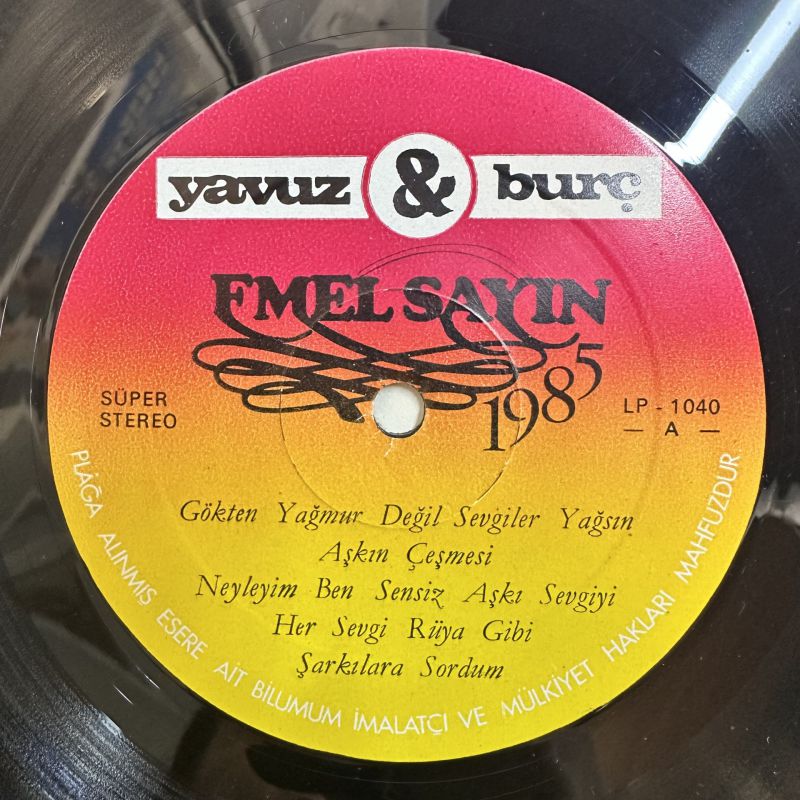 yavuz & burç
EMEL SAYIN
1985
SÜPER
STEREO
LP - 1040
— A —
Gökten Yağmur Değil Sevgiler Yağsın
Aşkın Çeşmesi
Neyleyim Ben Sensiz Aşkı Sevgiyi
Her Sevgi Rüya Gibi
Şarkılara Sordum
PLÂĞA ALINMIŞ ESERE AİT BİLUMUM İMALATÇI VE MÜLKİYET HAKLARI MAHFUZDUR